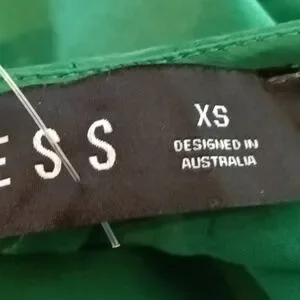 ESS
XS
DESIGNED IN
AUSTRALIA